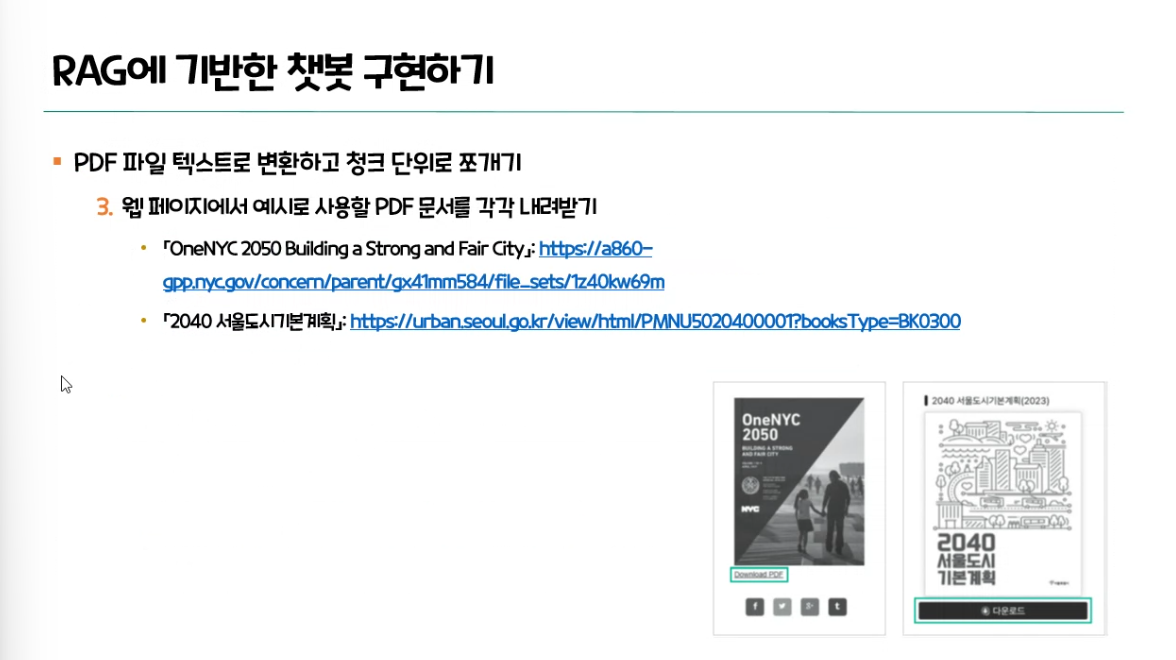 RAG에 기반한 챗봇 구현하기
PDF 파일 텍스트로 변환하고 청크 단위로 쪼개기
3. 웹 페이지에서 예시로 사용할 PDF 문서를 각각 내려받기
「OneNYC 2050 Building a Strong and Fair City」: https://a860-
gpp.nyc.gov/concern/parent/gx41mm584/file_sets/1z40kw69m
「2040 서울도시기본계획」: https://urban.seoul.go.kr/view/html/PMNU5020400001?booksType=BK0300
OneNYC
2050
BUILDING A STRONG
AND FAIR CITY
NYC
Download PDF
2040 서울도시기본계획(2023)
2040
서울도시
기본계획
다운로드